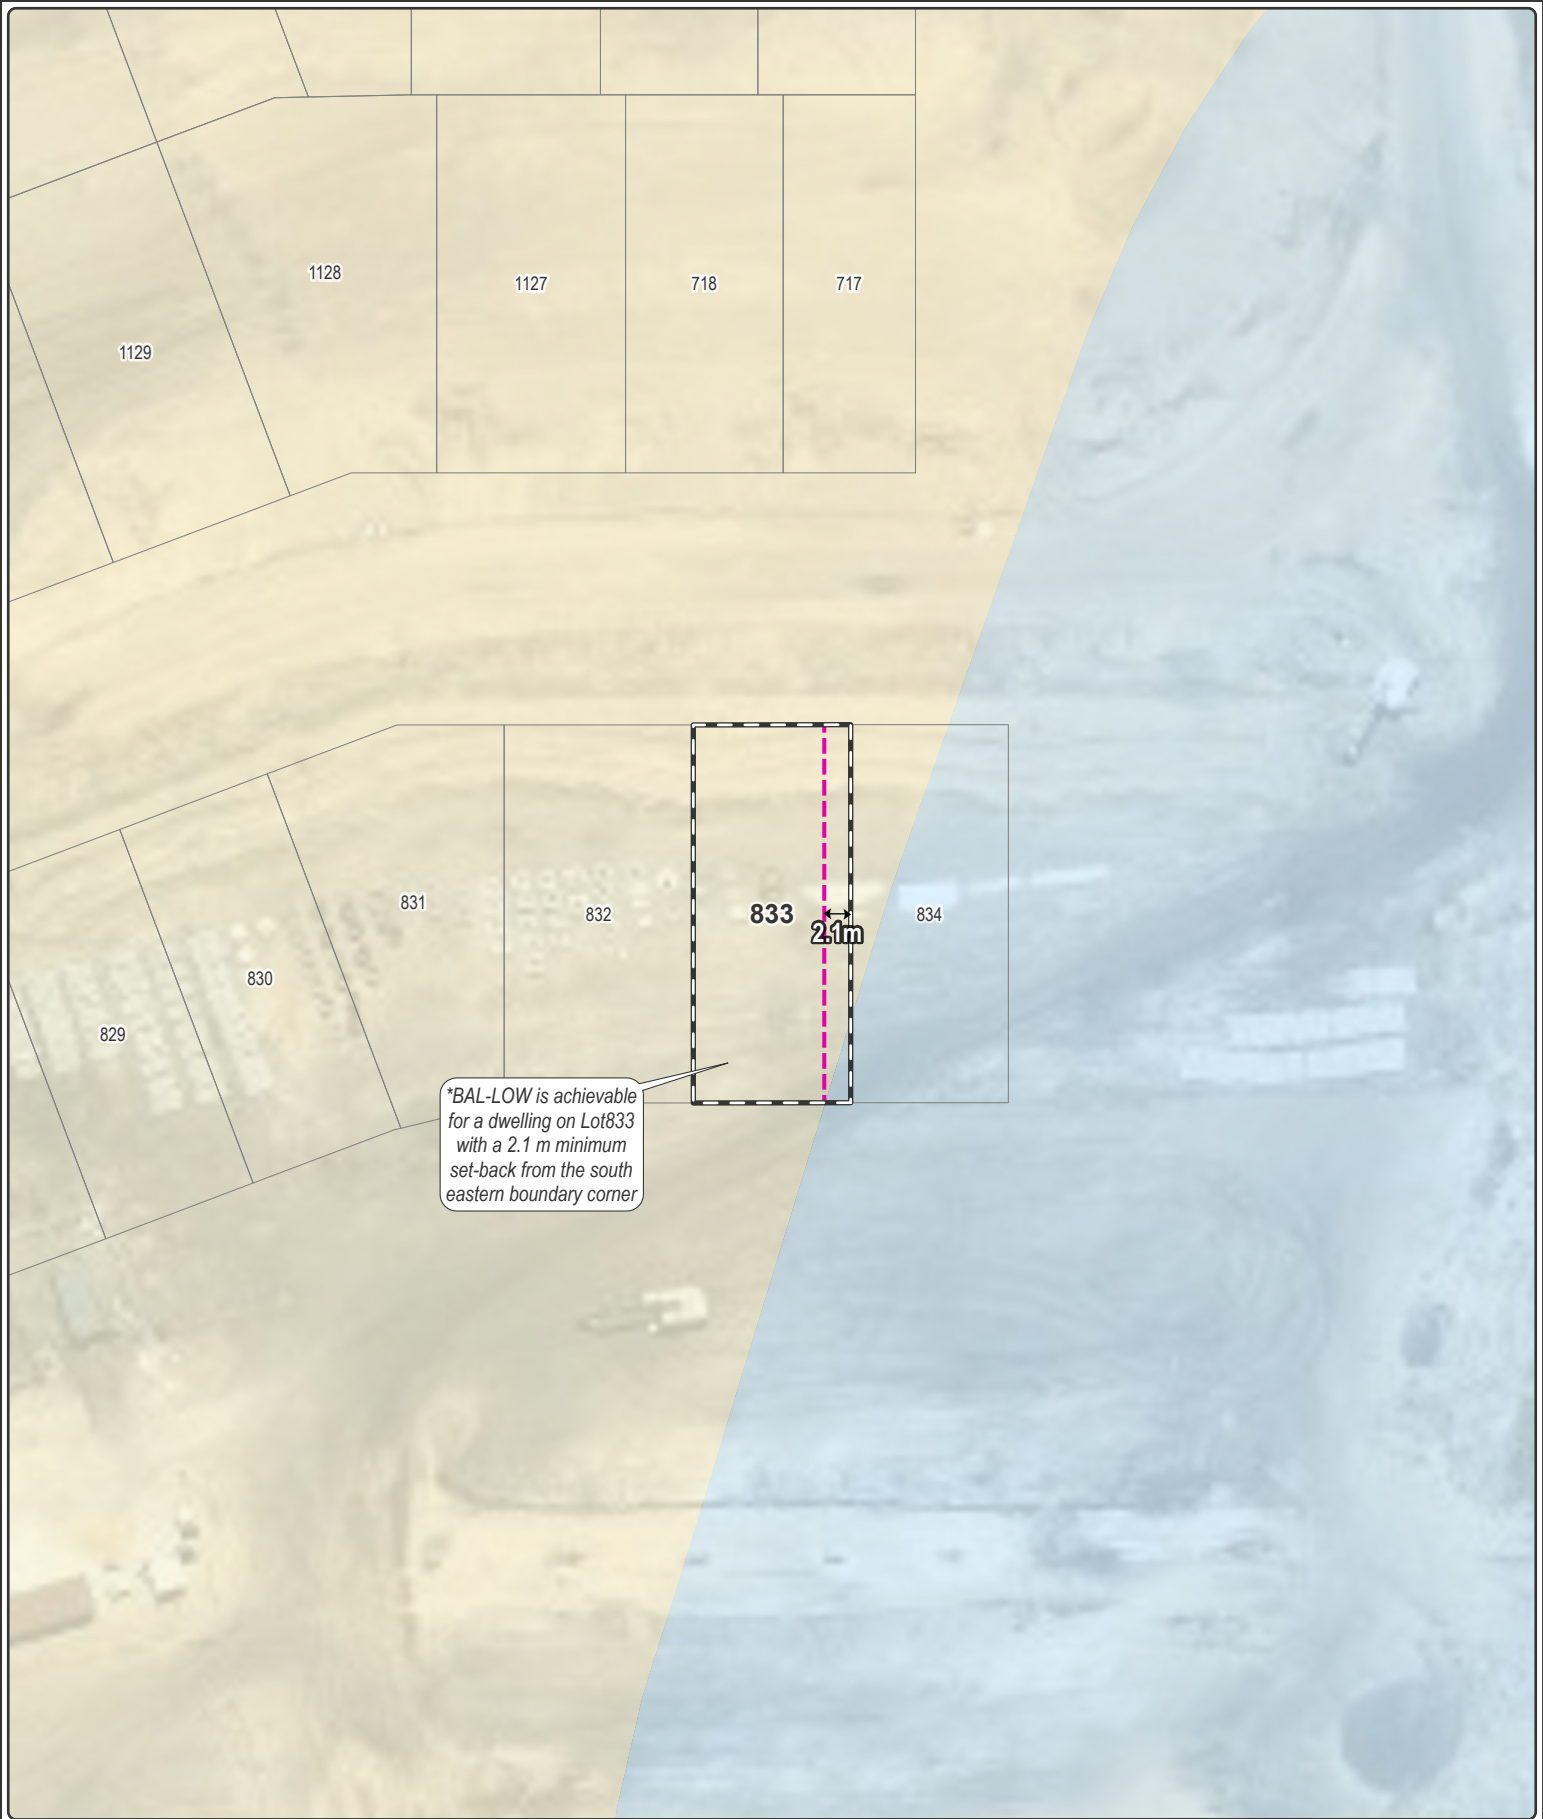 1128
1127
718
717
1129
831
832
833
834
2.1m
830
829
*BAL-LOW is achievable
for a dwelling on Lot833
with a 2.1 m minimum
set-back from the south
eastern boundary corner